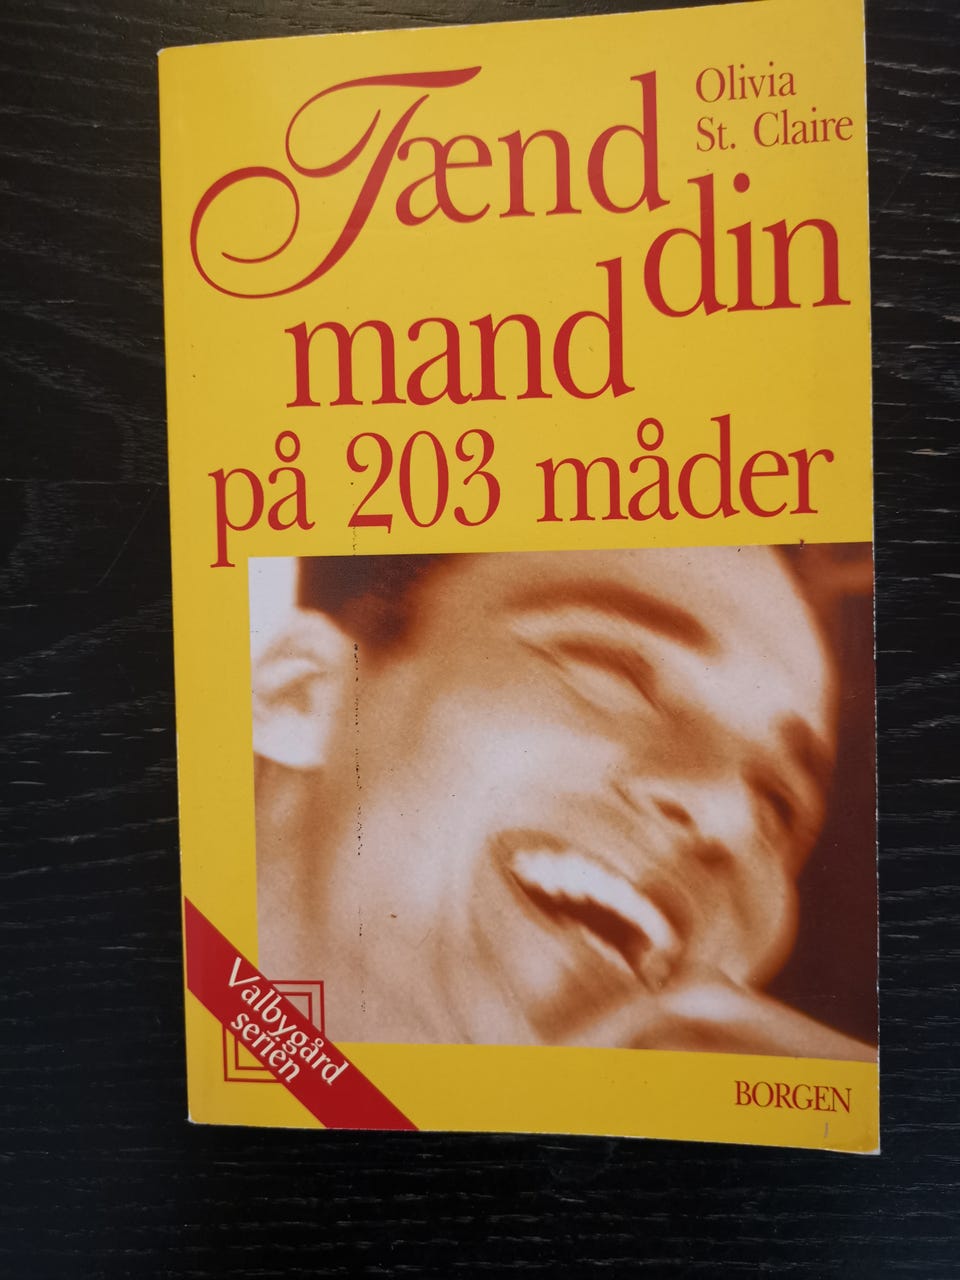 Olivia
St. Claire
Tænd
din
mand
på 203 måder
Valbygård
serien
BORGEN